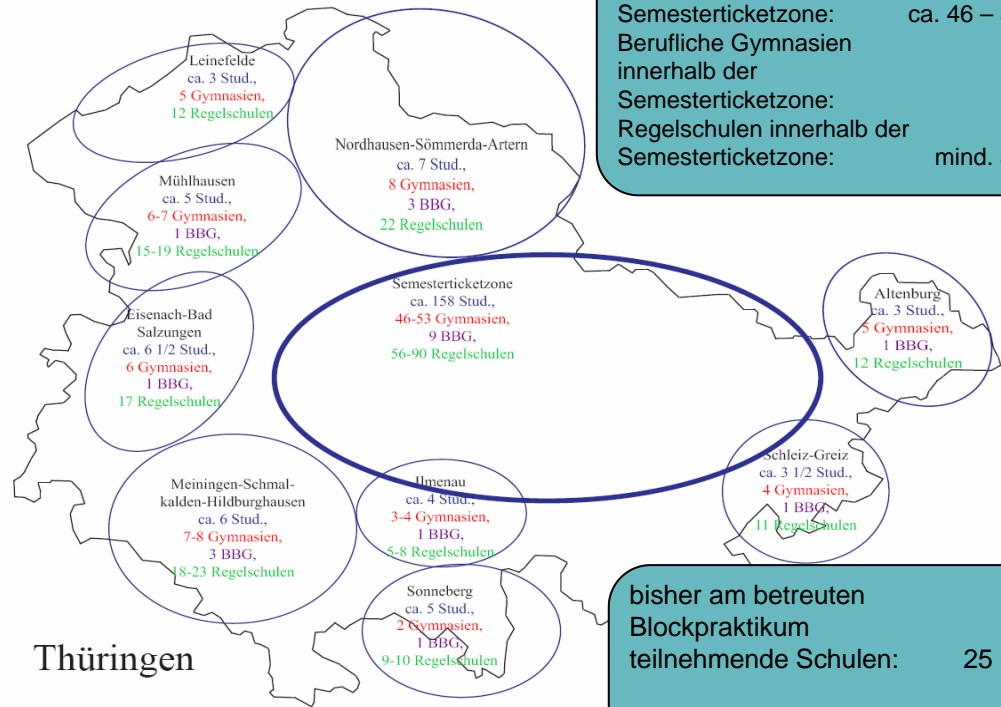 Semesterticketzone: ca. 46 –
Berufliche Gymnasien
innerhalb der
Semesterticketzone:
Regelschulen innerhalb der
Semesterticketzone: mind.
Leinefelde
ca. 3 Stud.,
5 Gymnasien,
12 Regelschulen
Nordhausen-Sömmerda-Artern
ca. 7 Stud.,
8 Gymnasien,
3 BBG,
22 Regelschulen
Mühlhausen
ca. 5 Stud.,
6-7 Gymnasien,
1 BBG,
15-19 Regelschulen
Semesterticketzone
ca. 158 Stud.,
46-53 Gymnasien,
9 BBG,
56-90 Regelschulen
Altenburg
ca. 3 Stud.,
5 Gymnasien,
1 BBG,
12 Regelschulen
Eisenach-Bad
Salzungen
ca. 6 1/2 Stud.,
6 Gymnasien,
1 BBG,
17 Regelschulen
Schleiz-Greiz
ca. 3 1/2 Stud.,
4 Gymnasien,
1 BBG,
11 Regelschulen
Meiningen-Schmal-
kalden-Hildburghausen
ca. 6 Stud.,
7-8 Gymnasien,
3 BBG,
18-23 Regelschulen
Ilmenau
ca. 4 Stud.,
3-4 Gymnasien,
1 BBG,
5-8 Regelschulen
Sonneberg
ca. 5 Stud.,
2 Gymnasien,
1 BBG,
9-10 Regelschulen
bisher am betreuten
Blockpraktikum
teilnehmende Schulen: 25
Thüringen